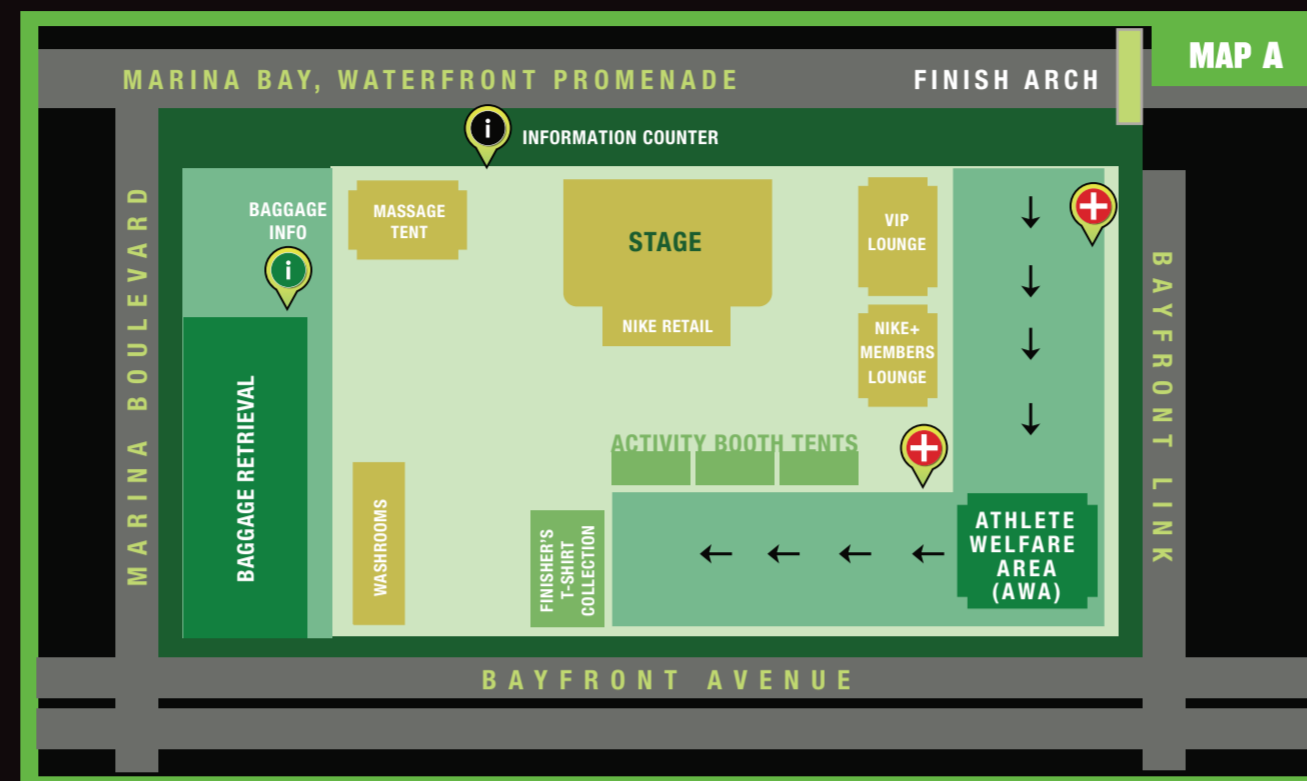 MAP A
MARINA BAY, WATERFRONT PROMENADE
FINISH ARCH
i
INFORMATION COUNTER
MARINA BOULEVARD
BAGGAGE
INFO
i
MASSAGE
TENT
STAGE
NIKE RETAIL
VIP
LOUNGE
NIKE+
MEMBERS
LOUNGE
BAYFRONT LINK
BAGGAGE RETRIEVAL
WASHROOMS
ACTIVITY BOOTH TENTS
FINISHER'S
T-SHIRT
COLLECTION
ATHLETE
WELFARE
AREA
(AWA)
BAYFRONT AVENUE